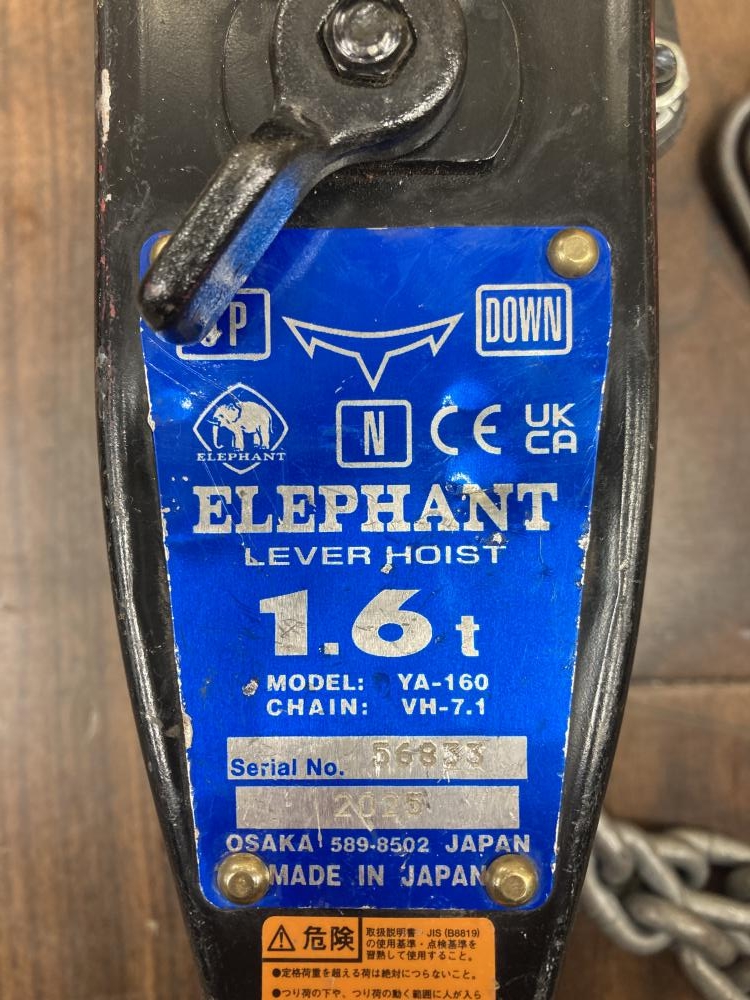 UP
DOWN
ELEPHANT
N
CE
UK
CA
ELEPHANT
LEVER HOIST
1.6 t
MODEL: YA-160
CHAIN: VH-7.1
Serial No. 56833
2025
OSAKA 589-8502 JAPAN
MADE IN JAPAN
危険
取扱説明書・JIS(B8819)
の使用基準・点検基準を
習熟して使用すること。
●定格荷重を超える荷は絶対につらないこと。
●つり荷の下や、つり荷の動く範囲に人が入ら